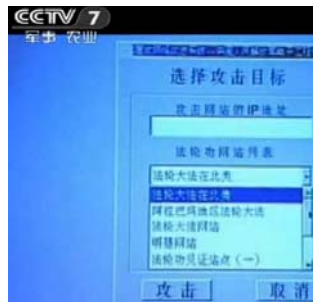 CCTV 7
军事 农业
选择攻击目标
攻击网站的IP地址
法轮功网站列表
法轮大法在北美
法轮大法在北美
阿拉巴玛地区法轮大法
法轮大法网站
明慧网站
法轮功见证站点（一）
攻击 取消